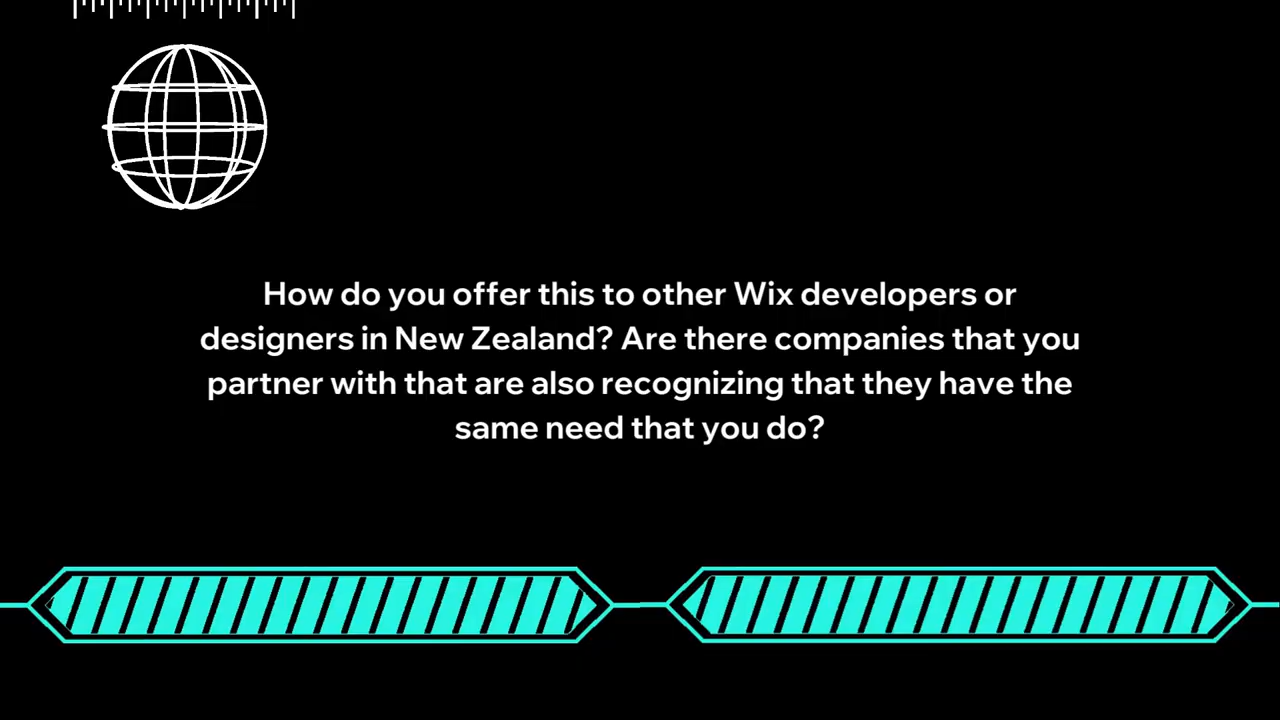 How do you offer this to other Wix developers or
designers in New Zealand? Are there companies that you
partner with that are also recognizing that they have the
same need that you do?